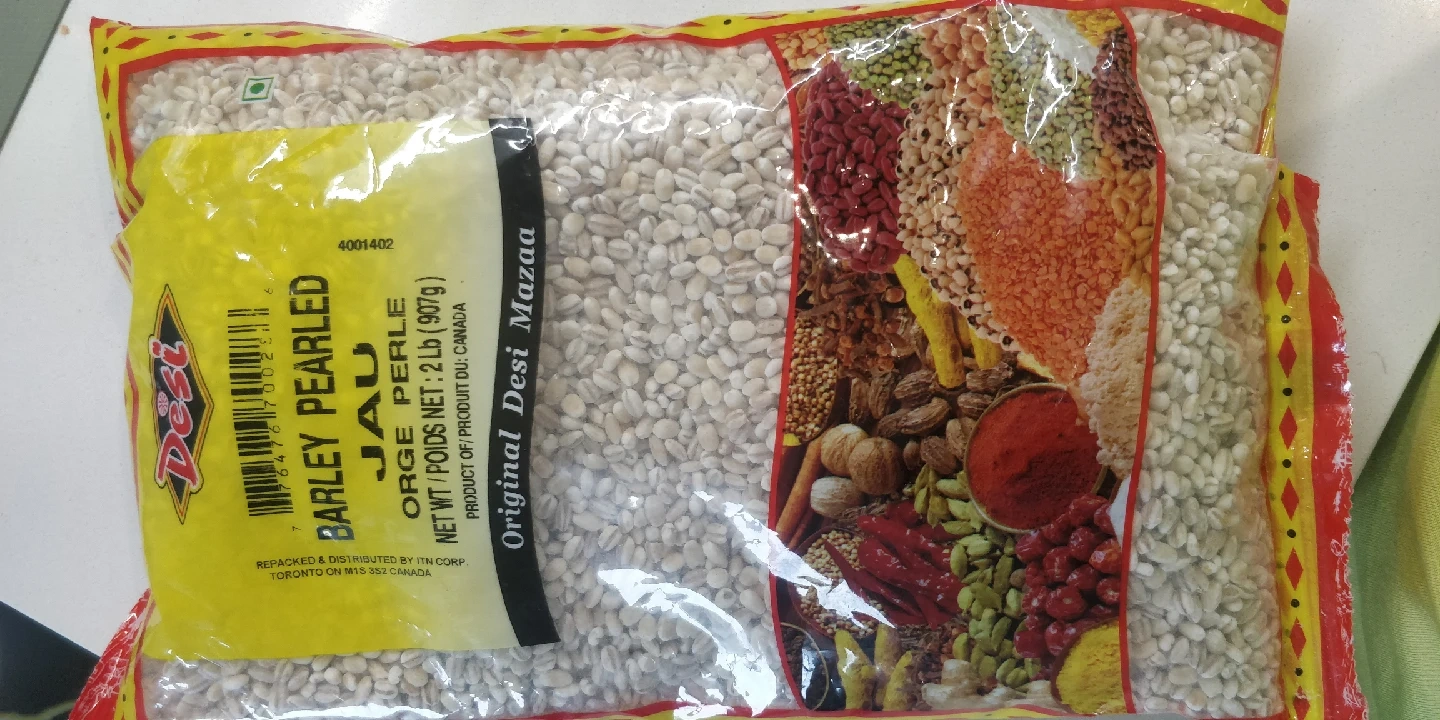 Desi
4001402
BARLEY PEARLED
JAU
ORGE PERLE
NET WT / POIDS NET : 2 Lb ( 907g )
PRODUCT OF/ PRODUIT DU: CANADA
REPACKED & DISTRIBUTED BY ITN CORP.
TORONTO ON M1S 3S2 CANADA
Original Desi Mazaa